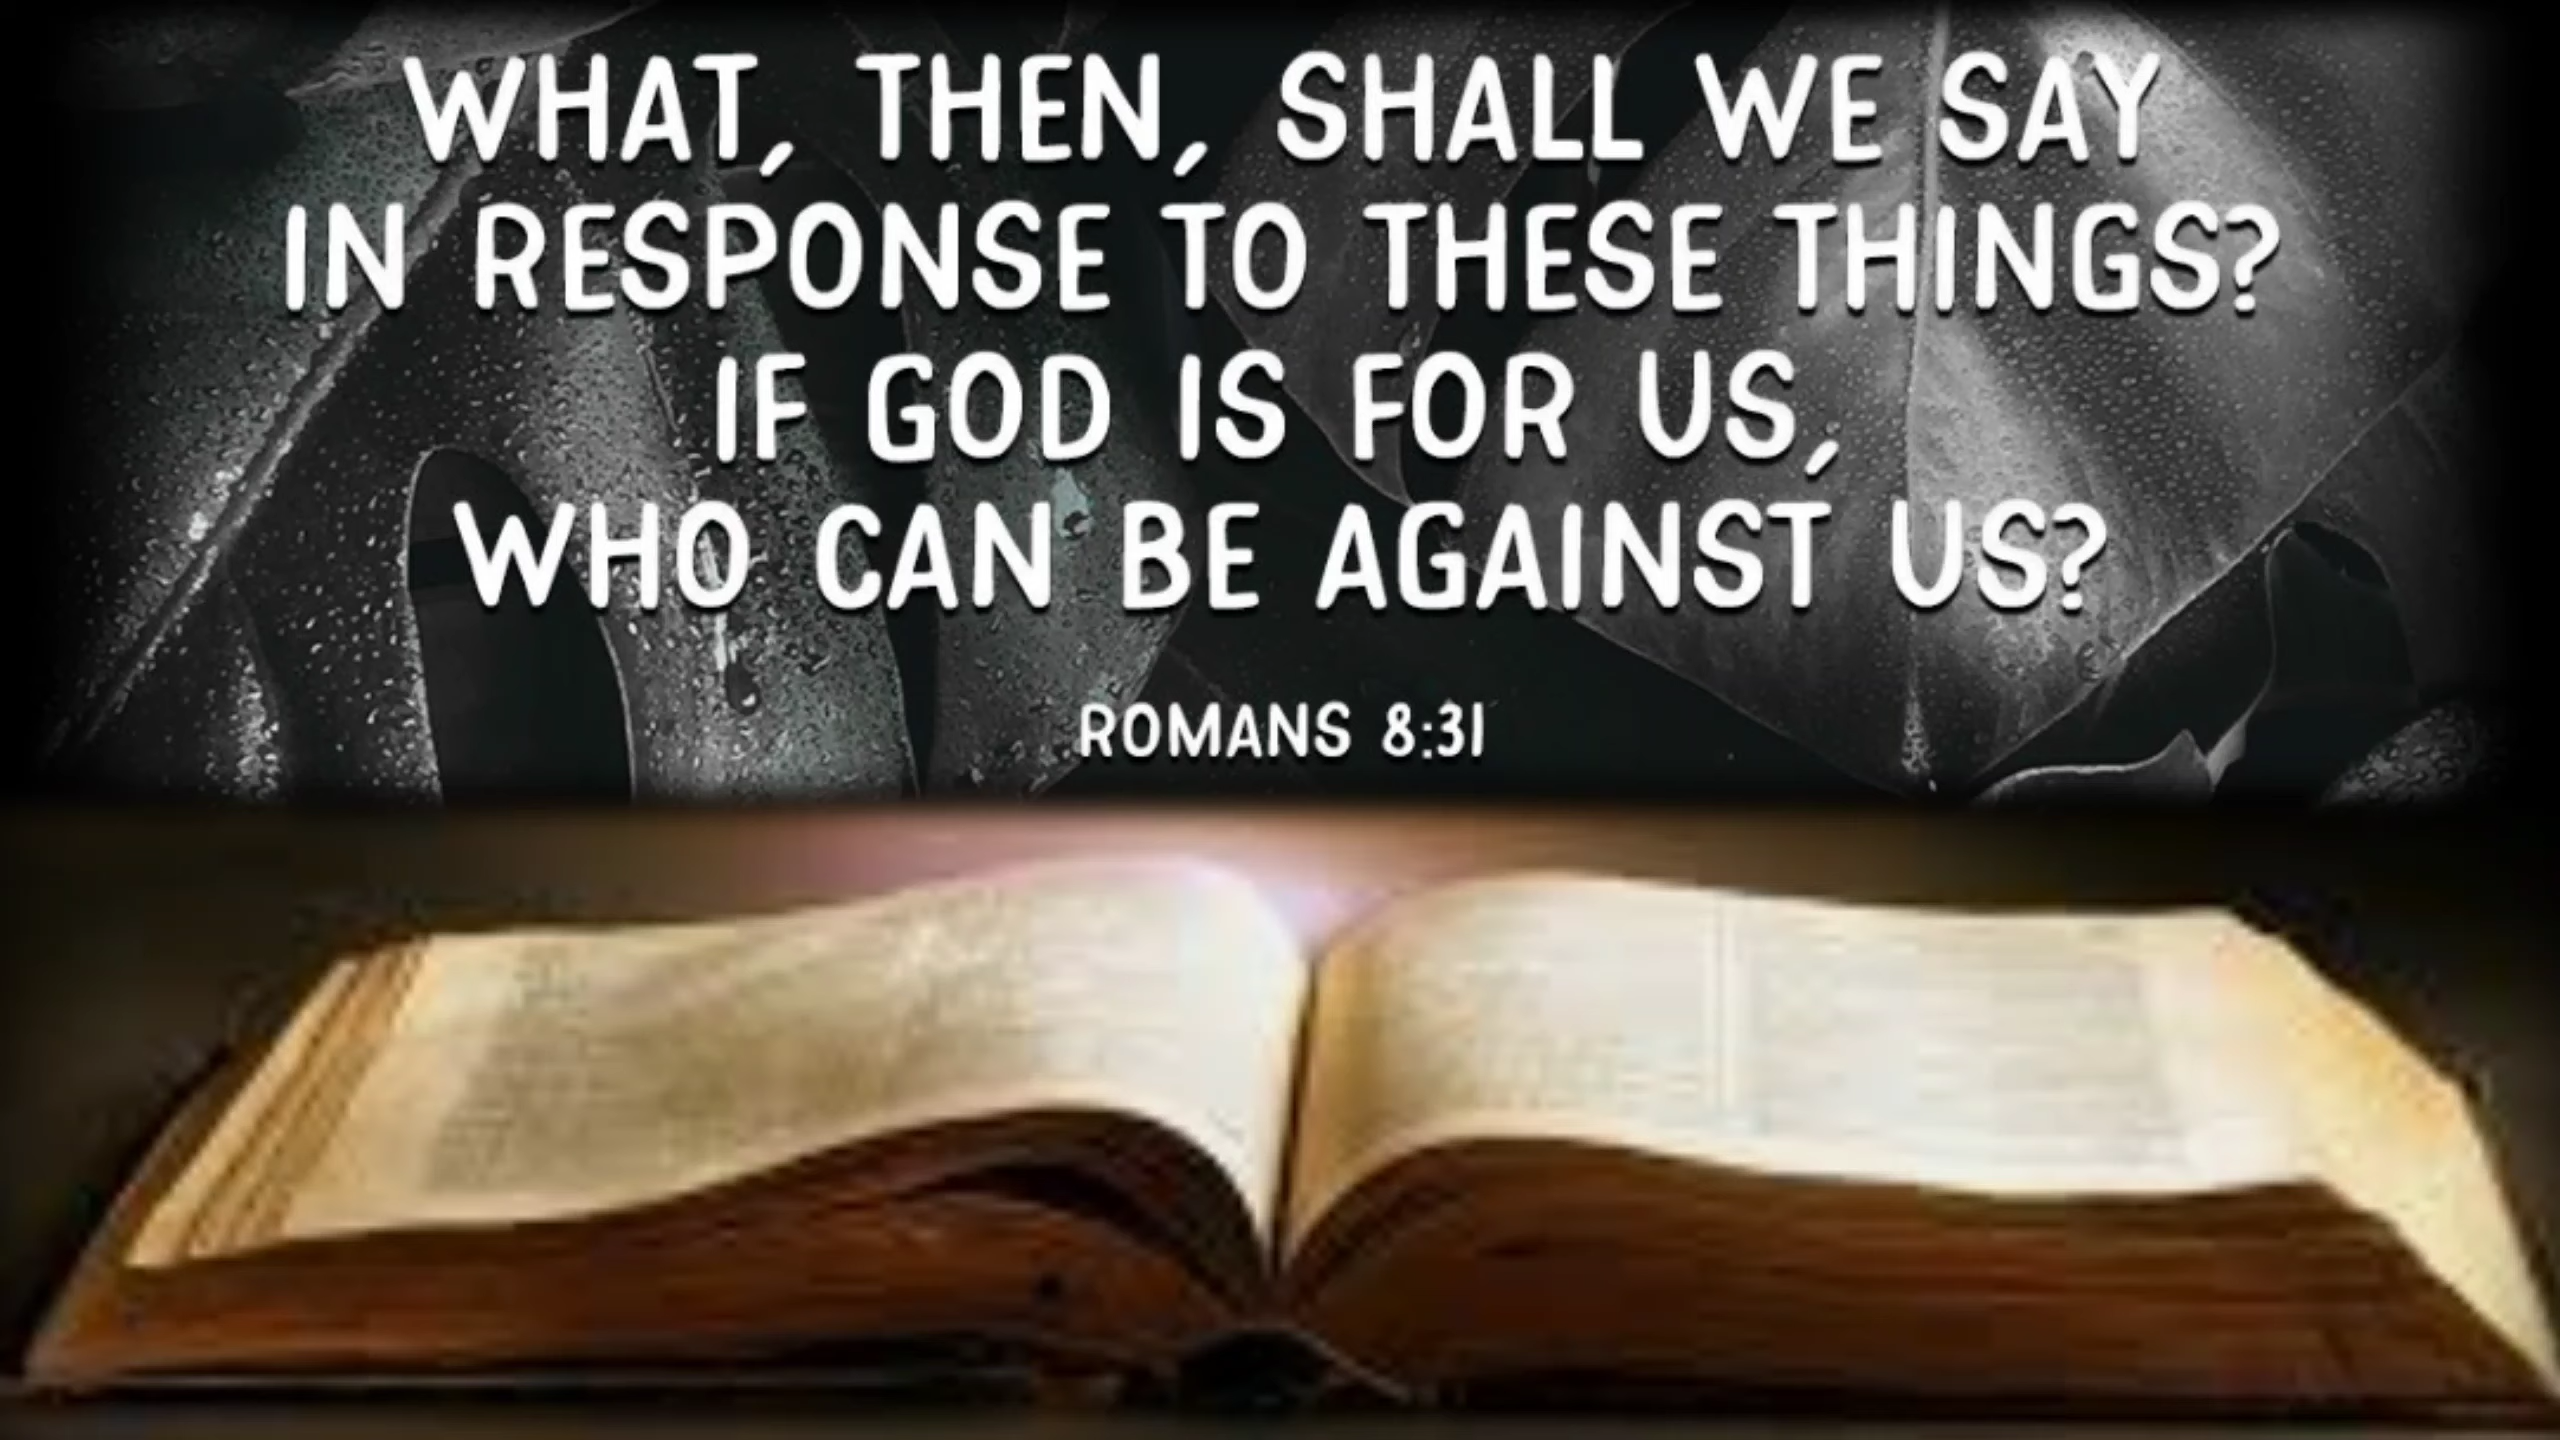 WHAT, THEN, SHALL WE SAY
IN RESPONSE TO THESE THINGS?
IF GOD IS FOR US,
WHO CAN BE AGAINST US?
ROMANS 8:31